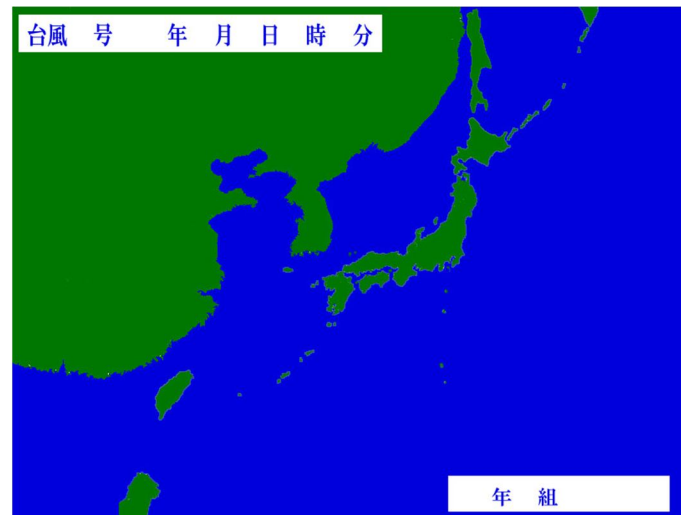 台風 号 年 月 日 時 分
年 組